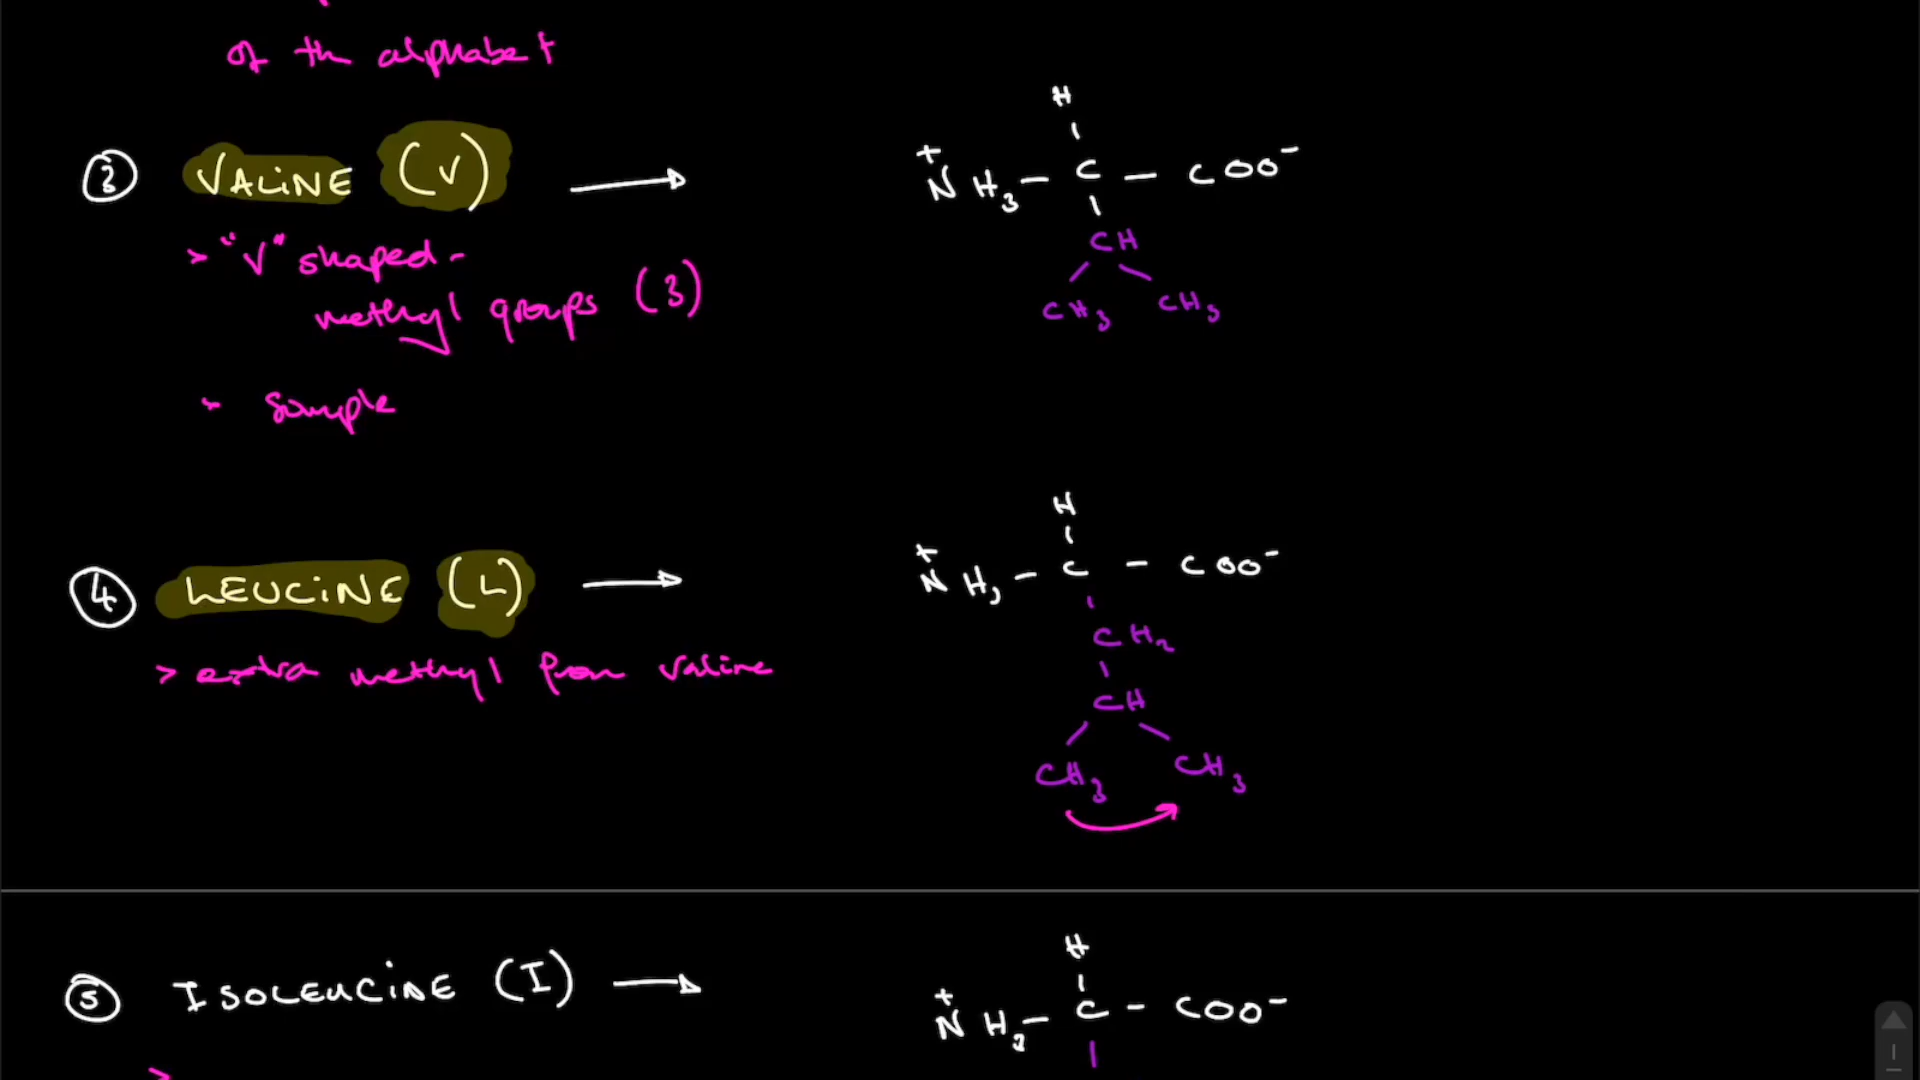 of the alphabet
③ VALINE (V) →
> "V" shaped -
methyl groups (3)
simple
H
+
NH₃ - C - COO⁻
CH
CH₃ CH₃
④ LEUCINE (L) →
> extra methyl from valine
H
+
NH₃ - C - COO⁻
CH₂
CH
CH₃ CH₃
⑤ ISOLEUCINE (I) →
>
H
+
NH₃ - C - COO⁻